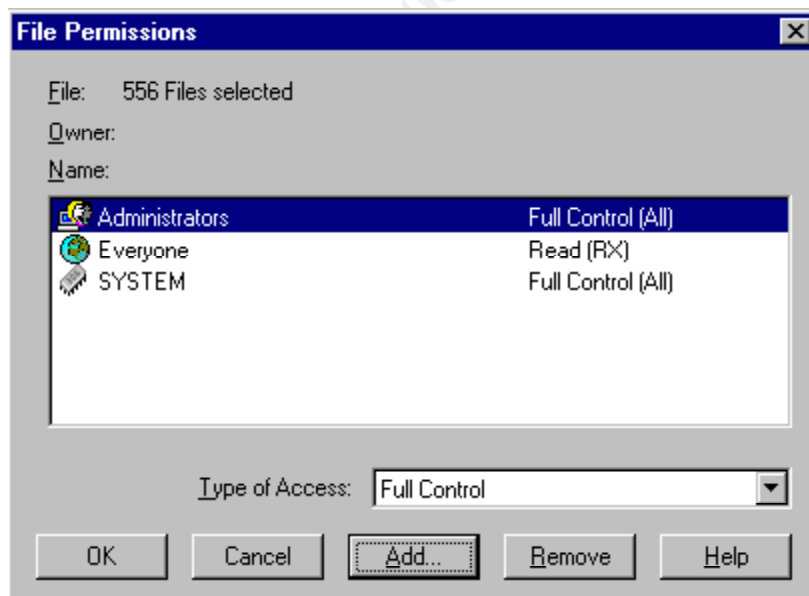 File Permissions
File: 556 Files selected
Owner:
Name:
Administrators Full Control (All)
Everyone Read (RX)
SYSTEM Full Control (All)
Type of Access: Full Control
OK Cancel Add... Remove Help